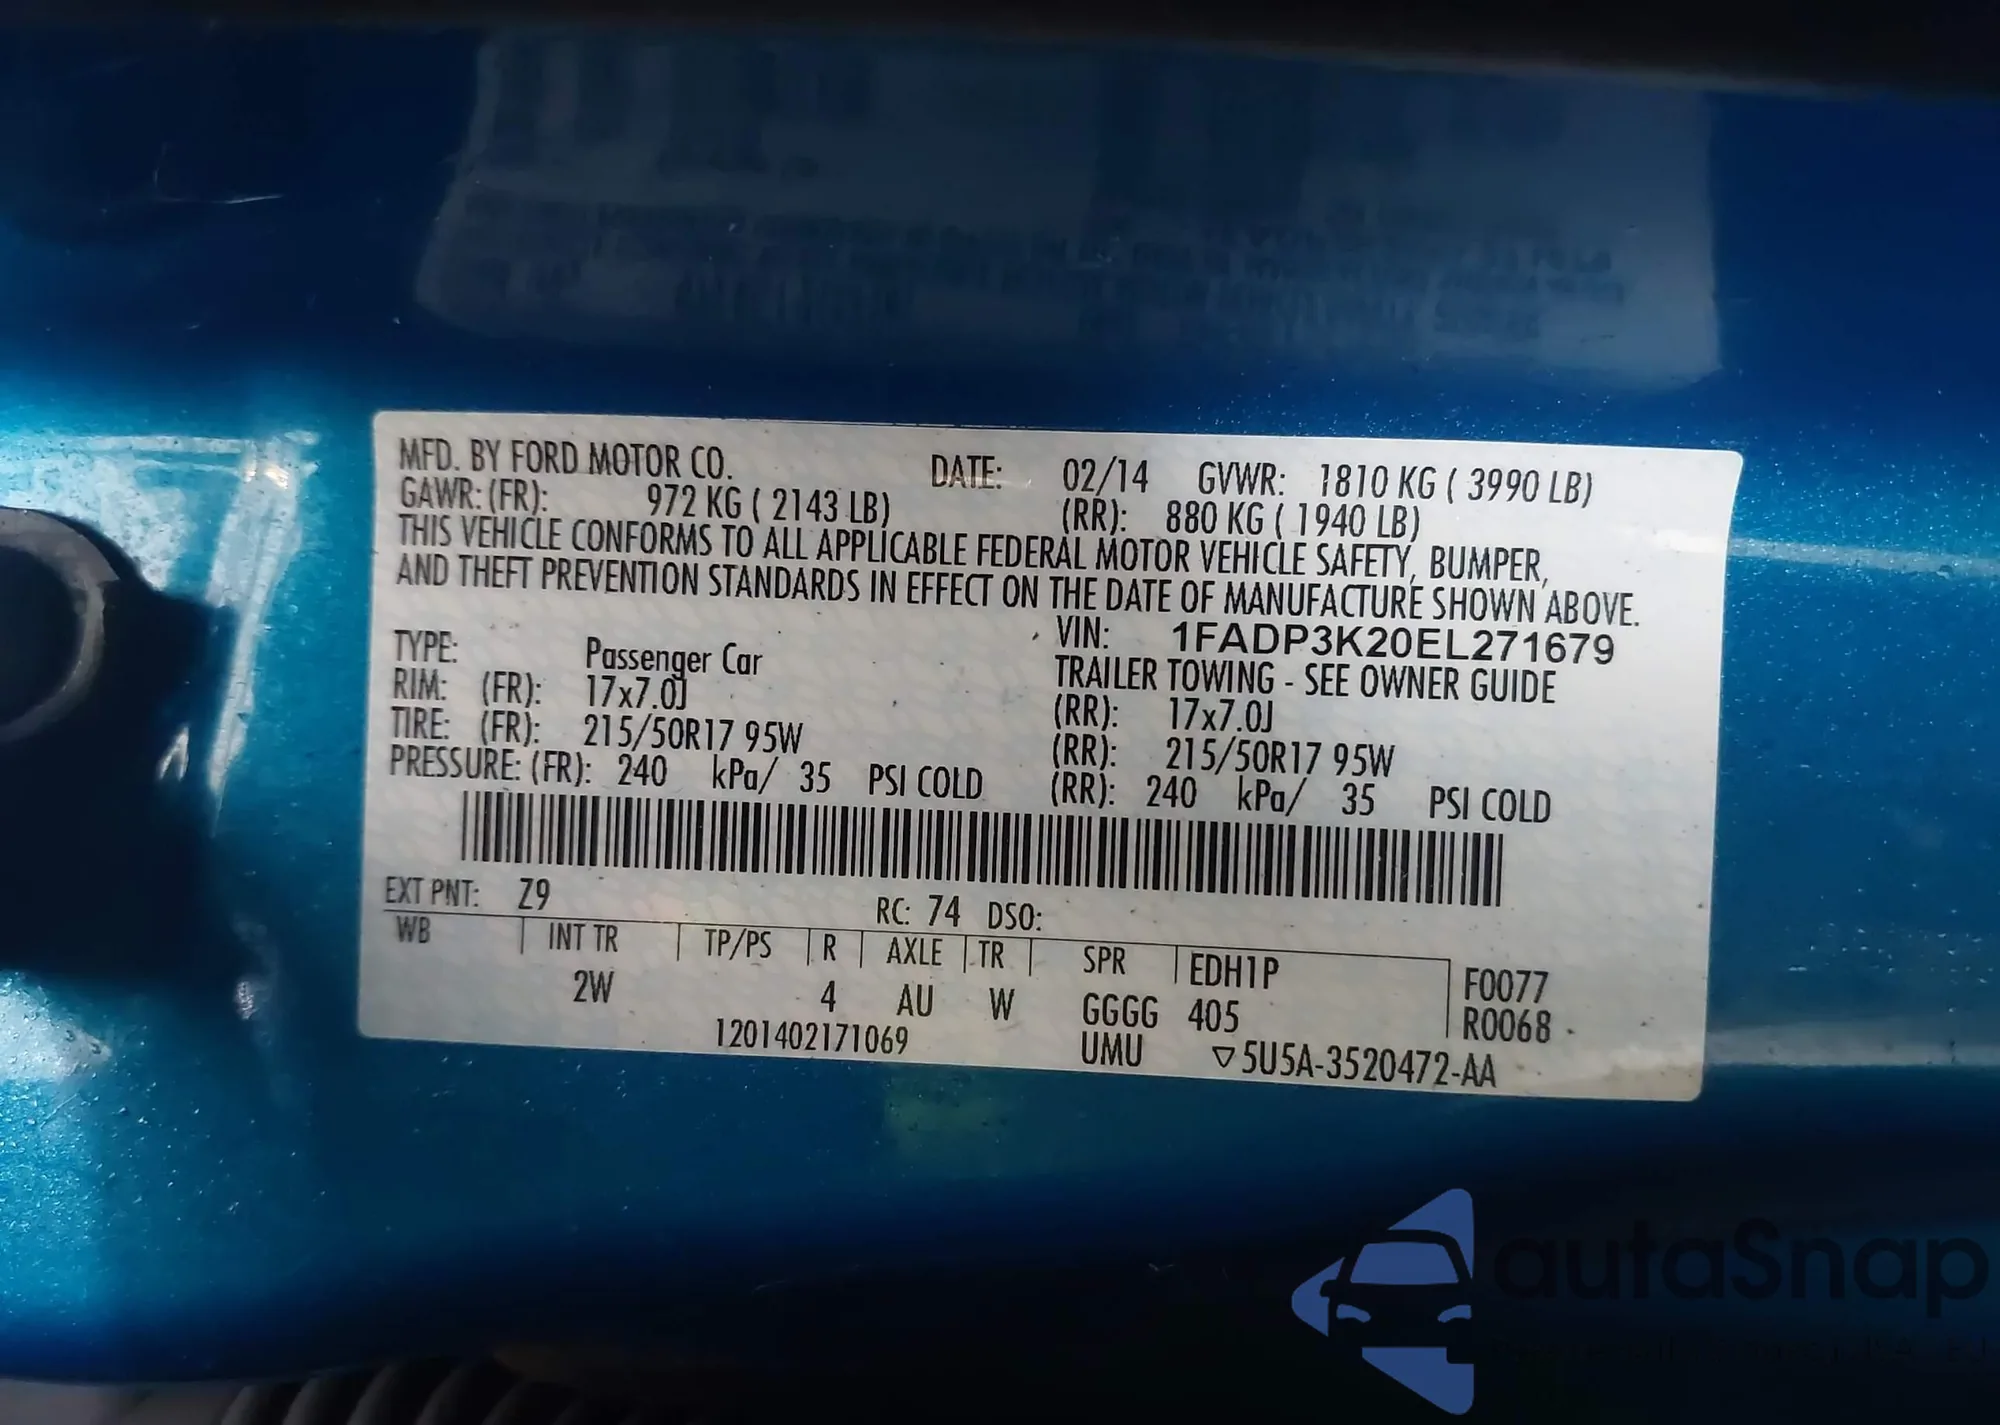 MFD. BY FORD MOTOR CO. DATE: 02/14 GVWR: 1810 KG ( 3990 LB)
GAWR: (FR): 972 KG ( 2143 LB) (RR): 880 KG ( 1940 LB)
THIS VEHICLE CONFORMS TO ALL APPLICABLE FEDERAL MOTOR VEHICLE SAFETY, BUMPER,
AND THEFT PREVENTION STANDARDS IN EFFECT ON THE DATE OF MANUFACTURE SHOWN ABOVE.
VIN: 1FADP3K20EL271679
TYPE: Passenger Car TRAILER TOWING - SEE OWNER GUIDE
RIM: (FR): 17x7.0J (RR): 17x7.0J
TIRE: (FR): 215/50R17 95W (RR): 215/50R17 95W
PRESSURE: (FR): 240 kPa/ 35 PSI COLD (RR): 240 kPa/ 35 PSI COLD
EXT PNT: Z9 RC: 74 DSO:
WB INT TR TP/PS R AXLE TR SPR EDH1P F0077
2W 4 AU W GGGG 405 R0068
1201402171069 UMU ▽5U5A-3520472-AA
autaSnap